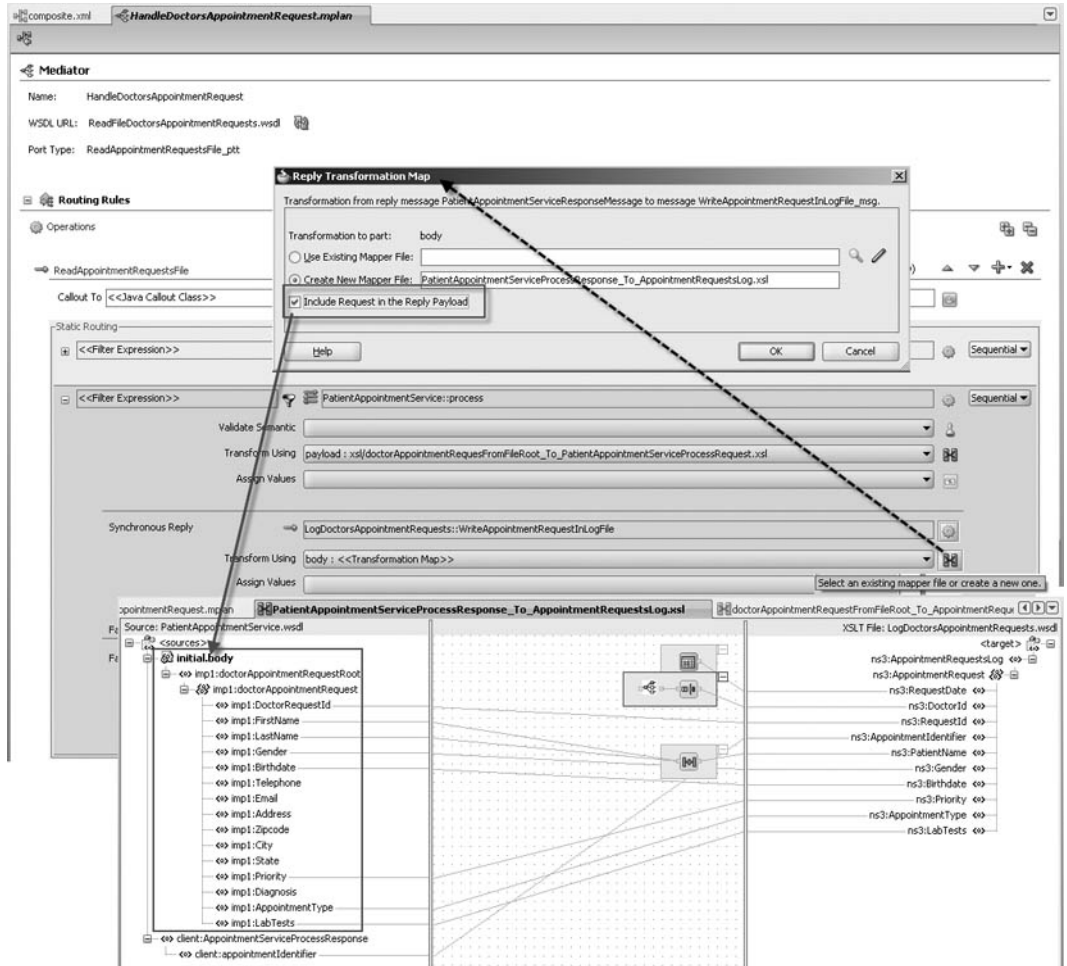 composite.xml
HandleDoctorsAppointmentRequest.mplan
Mediator
Name: HandleDoctorsAppointmentRequest
WSDL URL: ReadFileDoctorsAppointmentRequests.wsdl
Port Type: ReadAppointmentRequestsFile_ptt
Reply Transformation Map
Transformation from reply message PatientAppointmentServiceResponseMessage to message WriteAppointmentRequestInLogFile_msg.
Routing Rules
Transformation to part: body
Operations
Use Existing Mapper File:
ReadAppointmentRequestsFile
Create New Mapper File: PatientAppointmentServiceProcessResponse_To_AppointmentRequestsLog.xsl
Callout To <<Java Callout Class>>
Include Request in the Reply Payload
Static Routing
<<Filter Expression>>
Help
OK
Cancel
Sequential
<<Filter Expression>>
PatientAppointmentService::process
Sequential
Validate Semantic
Transform Using payload : xsl/doctorAppointmentRequesFromFileRoot_To_PatientAppointmentServiceProcessRequest.xsl
Assign Values
Synchronous Reply
LogDoctorsAppointmentRequests::WriteAppointmentRequestInLogFile
Transform Using body : <<Transformation Map>>
Assign Values
Select an existing mapper file or create a new one.
ppointmentRequest.mplan
PatientAppointmentServiceProcessResponse_To_AppointmentRequestsLog.xsl
doctorAppointmentRequestFromFileRoot_To_AppointmentReque
Fa
Source: PatientAppointmentService.wsdl
XSLT File: LogDoctorsAppointmentRequests.wsdl
<sources>
<target>
Fa
initial.body
ns3:AppointmentRequestsLog
imp1:doctorAppointmentRequestRoot
ns3:AppointmentRequest
imp1:doctorAppointmentRequest
ns3:RequestDate
imp1:DoctorRequestId
ns3:DoctorId
imp1:FirstName
ns3:RequestId
imp1:LastName
ns3:AppointmentIdentifier
imp1:Gender
ns3:PatientName
imp1:Birthdate
ns3:Gender
imp1:Telephone
ns3:Birthdate
imp1:Email
ns3:Priority
imp1:Address
ns3:AppointmentType
imp1:Zipcode
ns3:LabTests
imp1:City
imp1:State
imp1:Priority
imp1:Diagnosis
imp1:AppointmentType
imp1:LabTests
client:AppointmentServiceProcessResponse
client:appointmentIdentifier